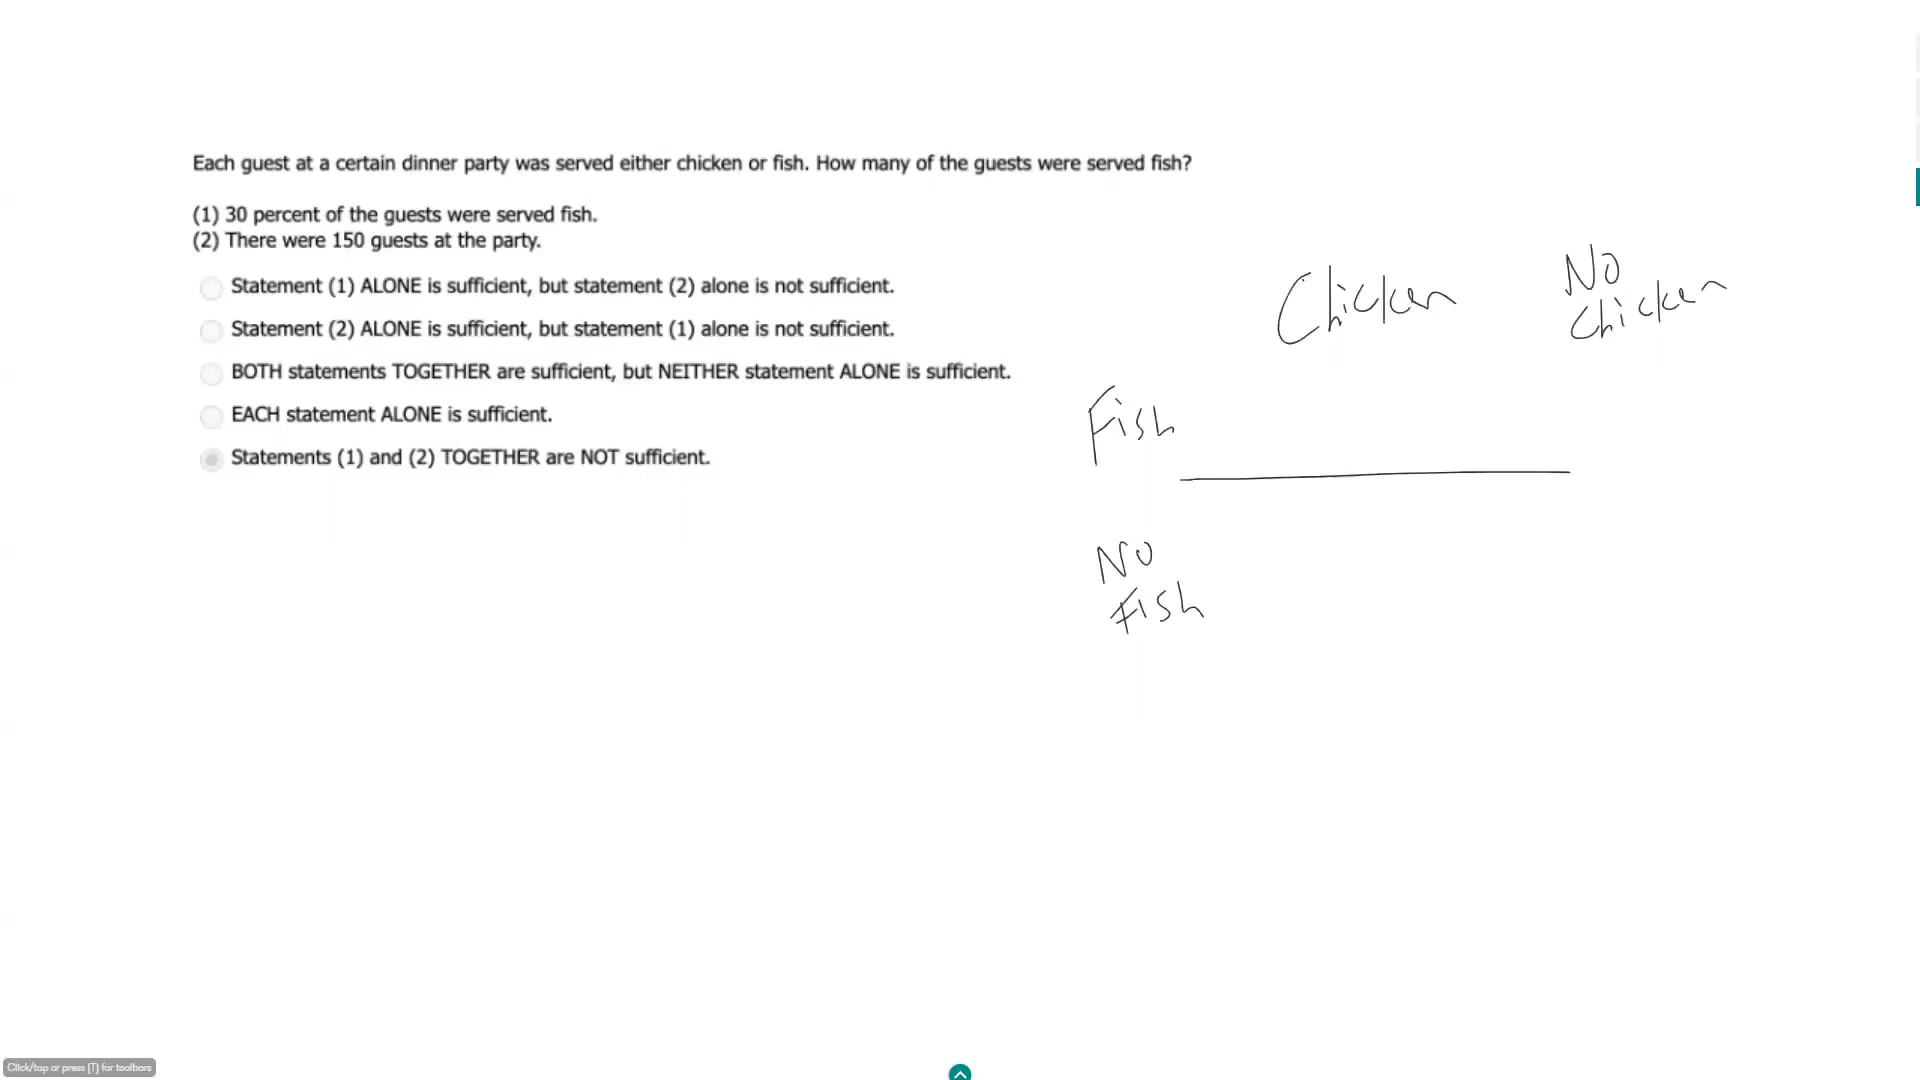 Each guest at a certain dinner party was served either chicken or fish. How many of the guests were served fish?
(1) 30 percent of the guests were served fish.
(2) There were 150 guests at the party.
Statement (1) ALONE is sufficient, but statement (2) alone is not sufficient.
Statement (2) ALONE is sufficient, but statement (1) alone is not sufficient.
BOTH statements TOGETHER are sufficient, but NEITHER statement ALONE is sufficient.
EACH statement ALONE is sufficient.
Statements (1) and (2) TOGETHER are NOT sufficient.
Chicken
No
Chicken
Fish
No
Fish
Click/tap or press [T] for toolbars